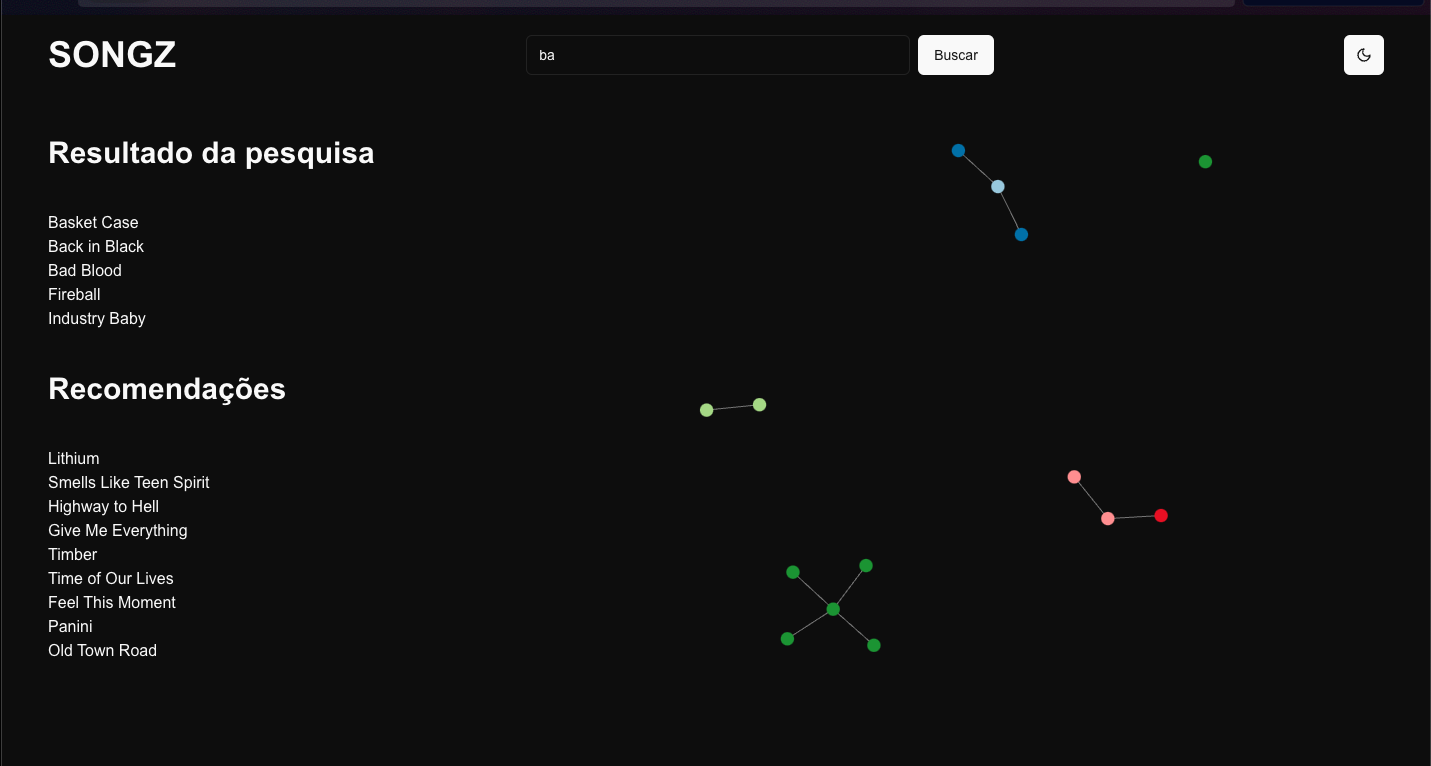 SONGZ
ba
Buscar
Resultado da pesquisa
Basket Case
Back in Black
Bad Blood
Fireball
Industry Baby
Recomendações
Lithium
Smells Like Teen Spirit
Highway to Hell
Give Me Everything
Timber
Time of Our Lives
Feel This Moment
Panini
Old Town Road